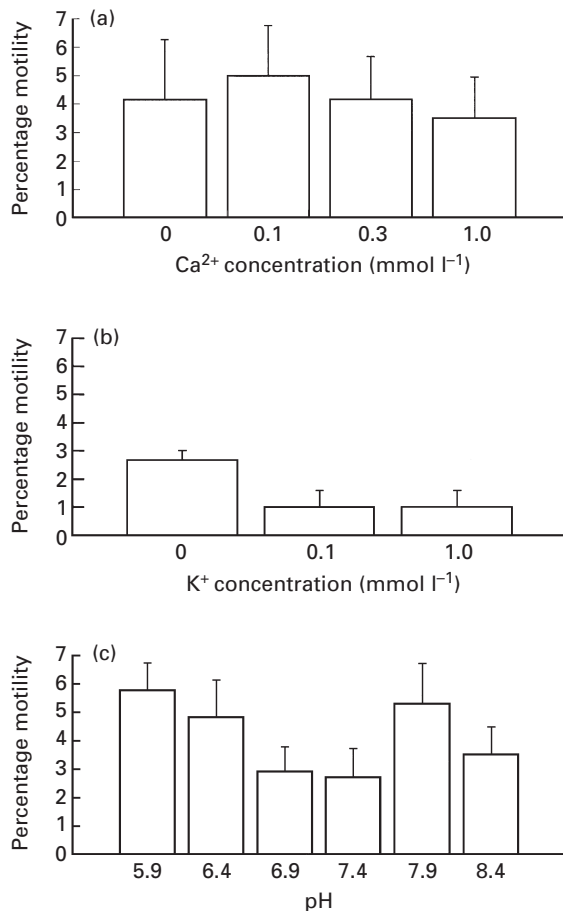 (a)
Percentage motility
7
6
5
4
3
2
1
0
0 0.1 0.3 1.0
Ca²⁺ concentration (mmol l⁻¹)
(b)
Percentage motility
7
6
5
4
3
2
1
0
0 0.1 1.0
K⁺ concentration (mmol l⁻¹)
(c)
Percentage motility
7
6
5
4
3
2
1
0
5.9 6.4 6.9 7.4 7.9 8.4
pH